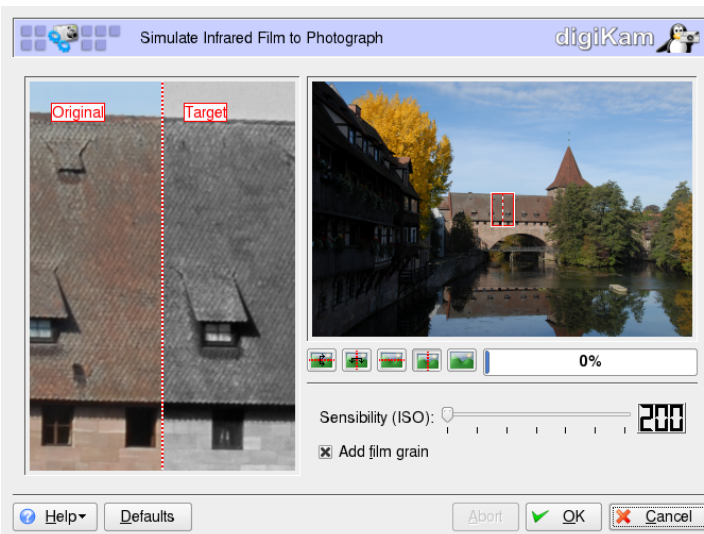 Simulate Infrared Film to Photograph
digiKam
Original
Target
0%
Sensibility (ISO):
200
Add film grain
Help
Defaults
Abort
OK
Cancel